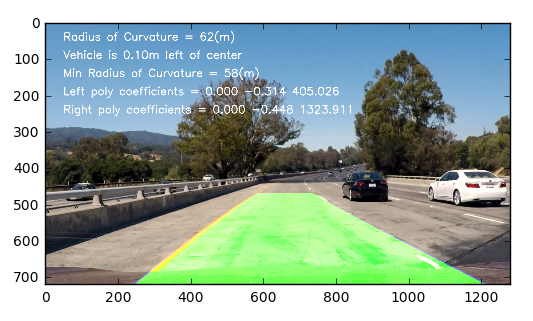 Radius of Curvature = 62(m)
Vehicle is 0.10m left of center
Min Radius of Curvature = 58(m)
Left poly coefficients = 0.000 -0.314 405.026
Right poly coefficients = 0.000 -0.448 1323.911
0
100
200
300
400
500
600
700
0 200 400 600 800 1000 1200